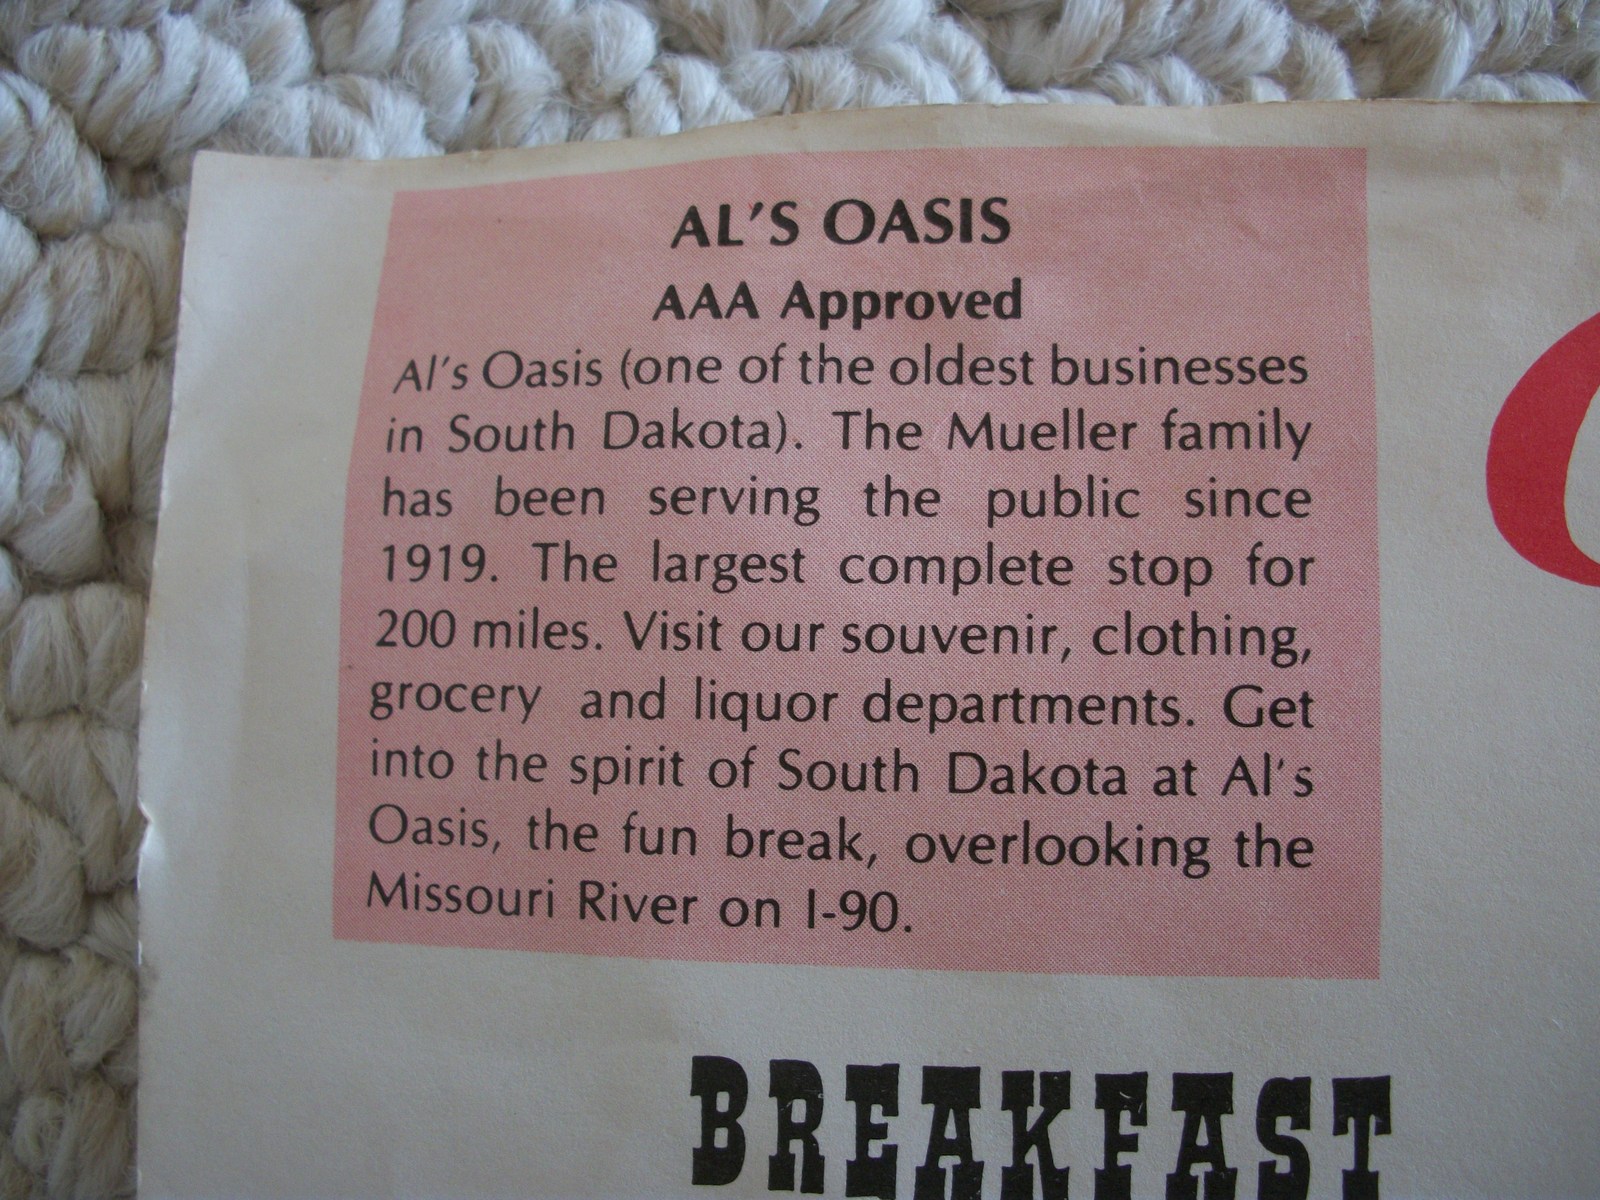 AL'S OASIS
AAA Approved
Al's Oasis (one of the oldest businesses
in South Dakota). The Mueller family
has been serving the public since
1919. The largest complete stop for
200 miles. Visit our souvenir, clothing,
grocery and liquor departments. Get
into the spirit of South Dakota at Al's
Oasis, the fun break, overlooking the
Missouri River on I-90.
BREAKFAST